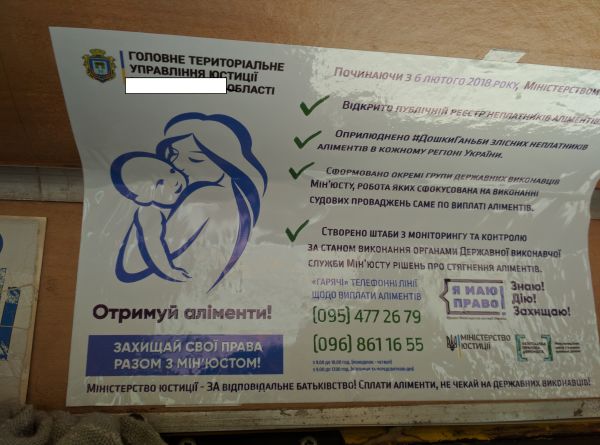 ГОЛОВНЕ ТЕРИТОРІАЛЬНЕ
УПРАВЛІННЯ ЮСТИЦІЇ
ОБЛАСТІ
Починаючи з 6 лютого 2018 року, Міністерством
Відкрито публічний реєстр неплатників аліментів
Оприлюднено #ДошкиГаньби злісних неплатників
аліментів в кожному регіоні України.
Сформовано окремі групи державних виконавців
Мін'юсту, робота яких сфокусована на виконанні
судових проваджень саме по виплаті аліментів.
Створено штаби з моніторингу та контролю
за станом виконання органами Державної виконавчої
служби Мін'юсту рішень про стягнення аліментів.
«ГАРЯЧІ» ТЕЛЕФОННІ ЛІНІЇ
ЩОДО ВИПЛАТИ АЛІМЕНТІВ
(095) 477 26 79
(096) 861 16 55
Я МАЮ
ПРАВО!
Знаю!
Дію!
Захищаю!
МІНІСТЕРСТВО
ЮСТИЦІЇ
Отримуй аліменти!
ЗАХИЩАЙ СВОЇ ПРАВА
РАЗОМ З МІН'ЮСТОМ!
Міністерство юстиції - ЗА відповідальне батьківство! Сплати аліменти, не чекай на державних виконавців!